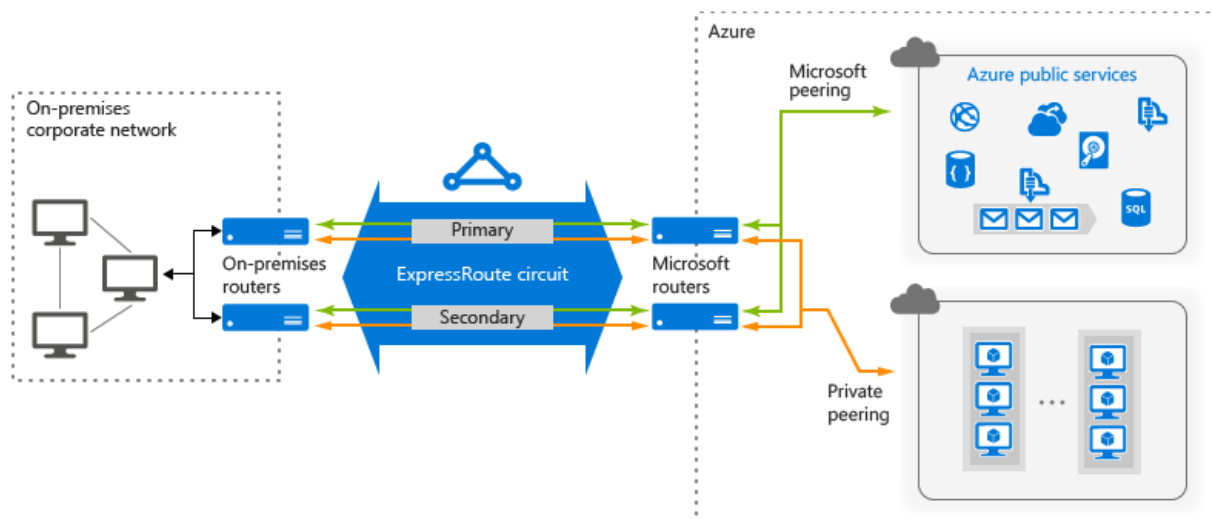 Azure
Microsoft
peering
Azure public services
{ }
SQL
On-premises
corporate network
Primary
On-premises
routers
ExpressRoute circuit
Microsoft
routers
Secondary
Private
peering
...